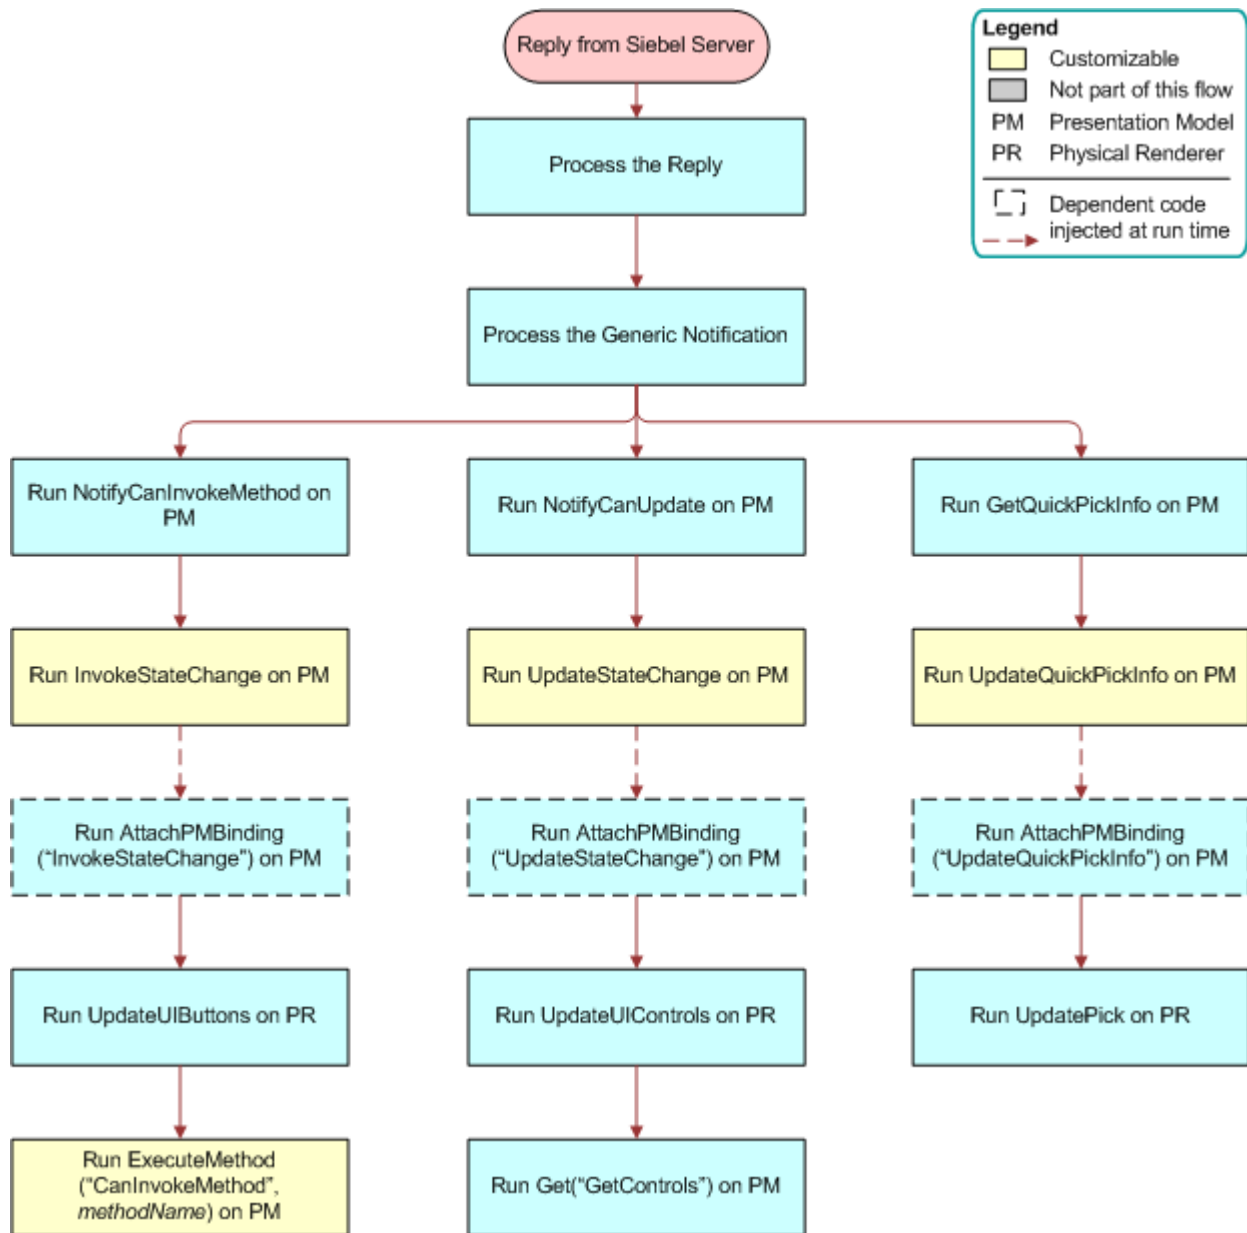 Reply from Siebel Server
Legend
Customizable
Not part of this flow
PM Presentation Model
PR Physical Renderer
Dependent code
injected at run time
Process the Reply
Process the Generic Notification
Run NotifyCanInvokeMethod on
PM
Run NotifyCanUpdate on PM
Run GetQuickPickInfo on PM
Run InvokeStateChange on PM
Run UpdateStateChange on PM
Run UpdateQuickPickInfo on PM
Run AttachPMBinding
(“InvokeStateChange”) on PM
Run AttachPMBinding
(“UpdateStateChange”) on PM
Run AttachPMBinding
(“UpdateQuickPickInfo”) on PM
Run UpdateUIButtons on PR
Run UpdateUIControls on PR
Run UpdatePick on PR
Run ExecuteMethod
(“CanInvokeMethod”,
methodName) on PM
Run Get(“GetControls”) on PM